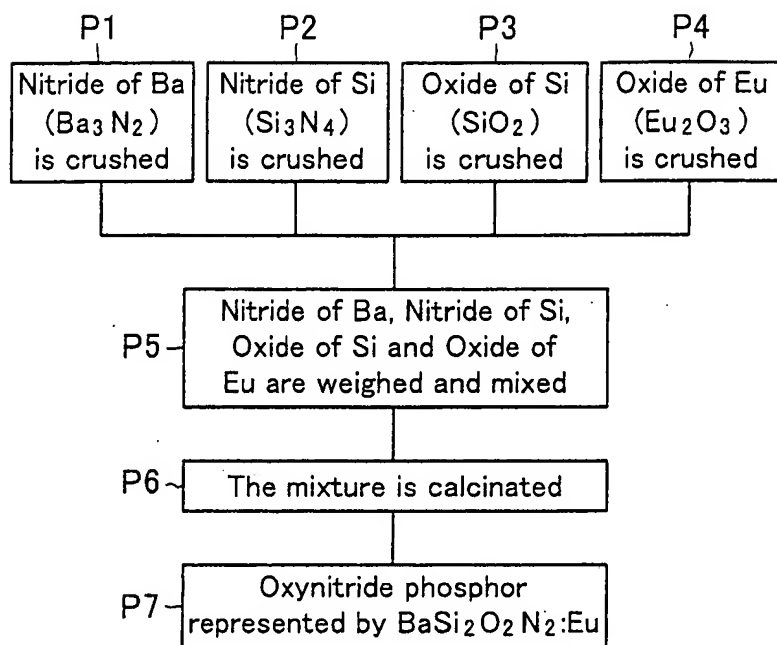 P1
P2
P3
P4
Nitride of Ba
(Ba₃N₂)
is crushed
Nitride of Si
(Si₃N₄)
is crushed
Oxide of Si
(SiO₂)
is crushed
Oxide of Eu
(Eu₂O₃)
is crushed
P5
Nitride of Ba, Nitride of Si,
Oxide of Si and Oxide of
Eu are weighed and mixed
P6
The mixture is calcinated
P7
Oxynitride phosphor
represented by BaSi₂O₂N₂:Eu